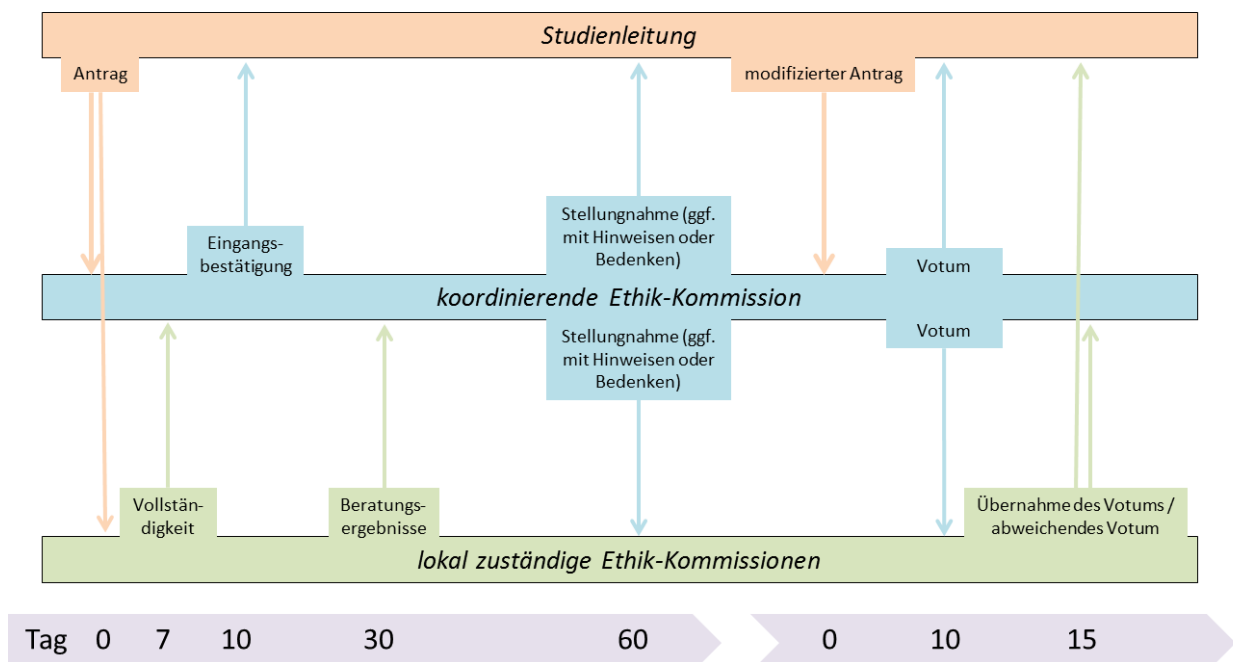 Studienleitung
Antrag
modifizierter Antrag
Stellungnahme (ggf.
mit Hinweisen oder
Bedenken)
Eingangs-
bestätigung
Votum
koordinierende Ethik-Kommission
Stellungnahme (ggf.
mit Hinweisen oder
Bedenken)
Votum
Vollstän-
digkeit
Beratungs-
ergebnisse
Übernahme des Votums /
abweichendes Votum
lokal zuständige Ethik-Kommissionen
Tag 0 7 10 30 60 0 10 15